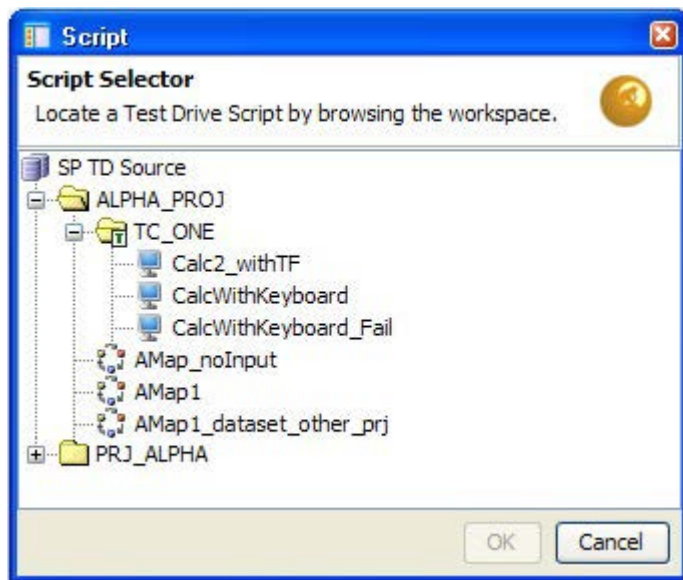 Script
Script Selector
Locate a Test Drive Script by browsing the workspace.
SP TD Source
ALPHA_PROJ
TC_ONE
Calc2_withTF
CalcWithKeyboard
CalcWithKeyboard_Fail
AMap_noInput
AMap1
AMap1_dataset_other_prj
PRJ_ALPHA
OK Cancel